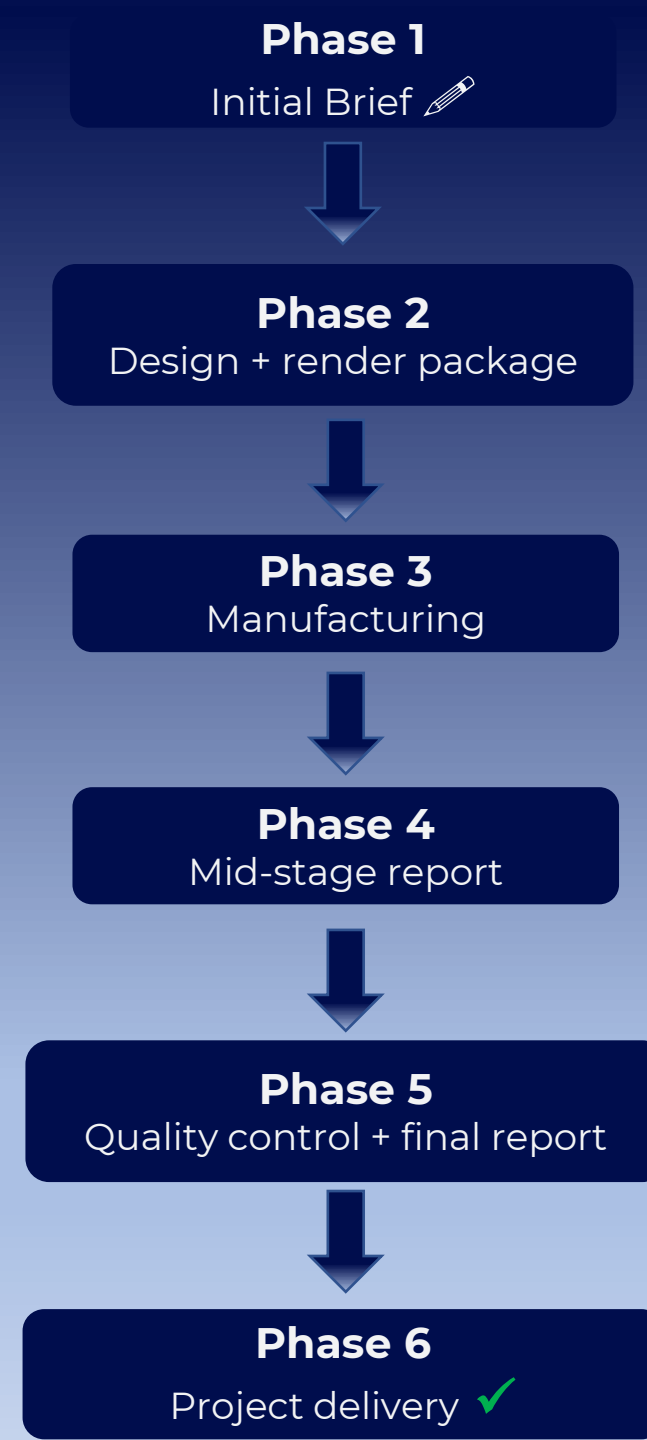 Phase 1
Initial Brief
Phase 2
Design + render package
Phase 3
Manufacturing
Phase 4
Mid-stage report
Phase 5
Quality control + final report
Phase 6
Project delivery